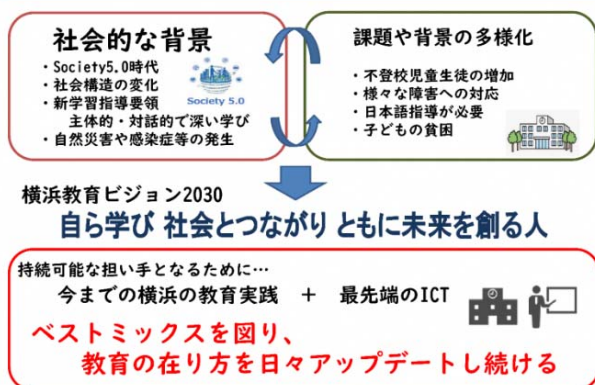 社会的な背景
・Society5.0時代
・社会構造の変化
・新学習指導要領
主体的・対話的で深い学び
・自然災害や感染症等の発生
Society 5.0
課題や背景の多様化
・不登校児童生徒の増加
・様々な障害への対応
・日本語指導が必要
・子どもの貧困
横浜教育ビジョン2030
自ら学び 社会とつながり ともに未来を創る人
持続可能な担い手となるために…
今までの横浜の教育実践 + 最先端のICT
ベストミックスを図り、
教育の在り方を日々アップデートし続ける